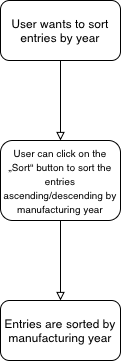 User wants to sort
entries by year
User can click on the
„Sort“ button to sort the
entries
ascending/descending by
manufacturing year
Entries are sorted by
manufacturing year